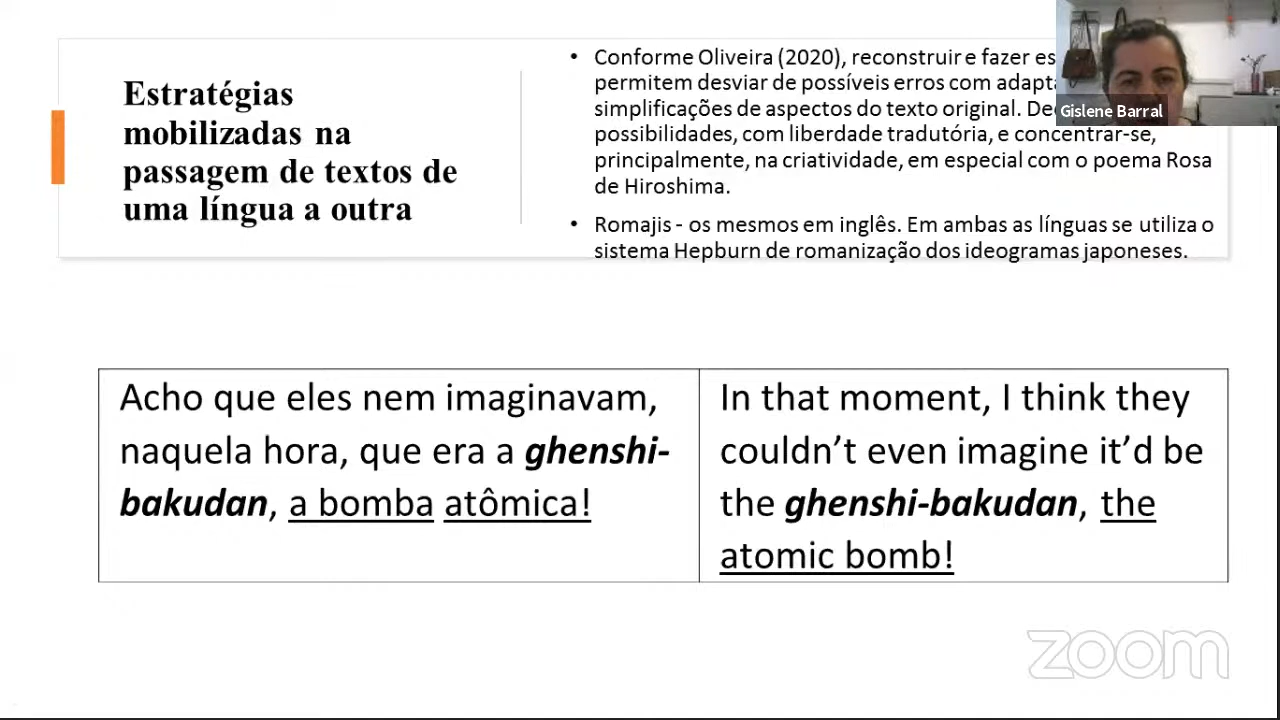 Estratégias
mobilizadas na
passagem de textos de
uma língua a outra
• Conforme Oliveira (2020), reconstruir e fazer
permitem desviar de possíveis erros com
simplificações de aspectos do texto original.
possibilidades, com liberdade tradutória, e concentrar-se,
principalmente, na criatividade, em especial com o poema Rosa
de Hiroshima.
• Romajis - os mesmos em inglês. Em ambas as línguas se utiliza o
sistema Hepburn de romanização dos ideogramas japoneses.
Gislene Barral
Acho que eles nem imaginavam,
naquela hora, que era a ghenshi-
bakudan, a bomba atômica!
In that moment, I think they
couldn’t even imagine it’d be
the ghenshi-bakudan, the
atomic bomb!
zoom